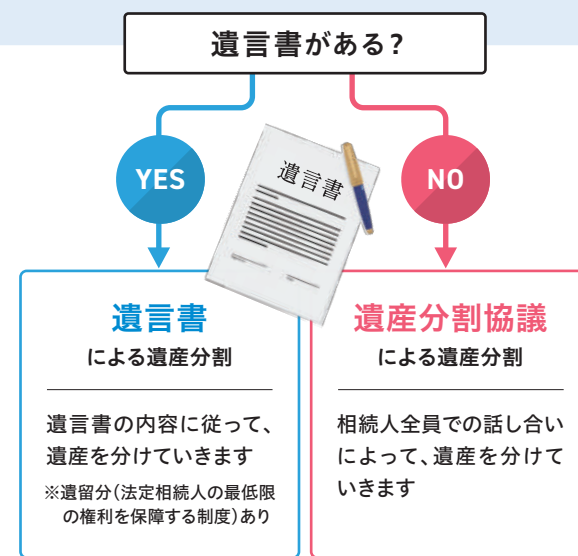 遺言書がある？
YES
NO
遺言書
遺言書
による遺産分割
遺言書の内容に従って、
遺産を分けていきます
※遺留分(法定相続人の最低限
の権利を保障する制度)あり
遺産分割協議
による遺産分割
相続人全員での話し合い
によって、遺産を分けて
いきます